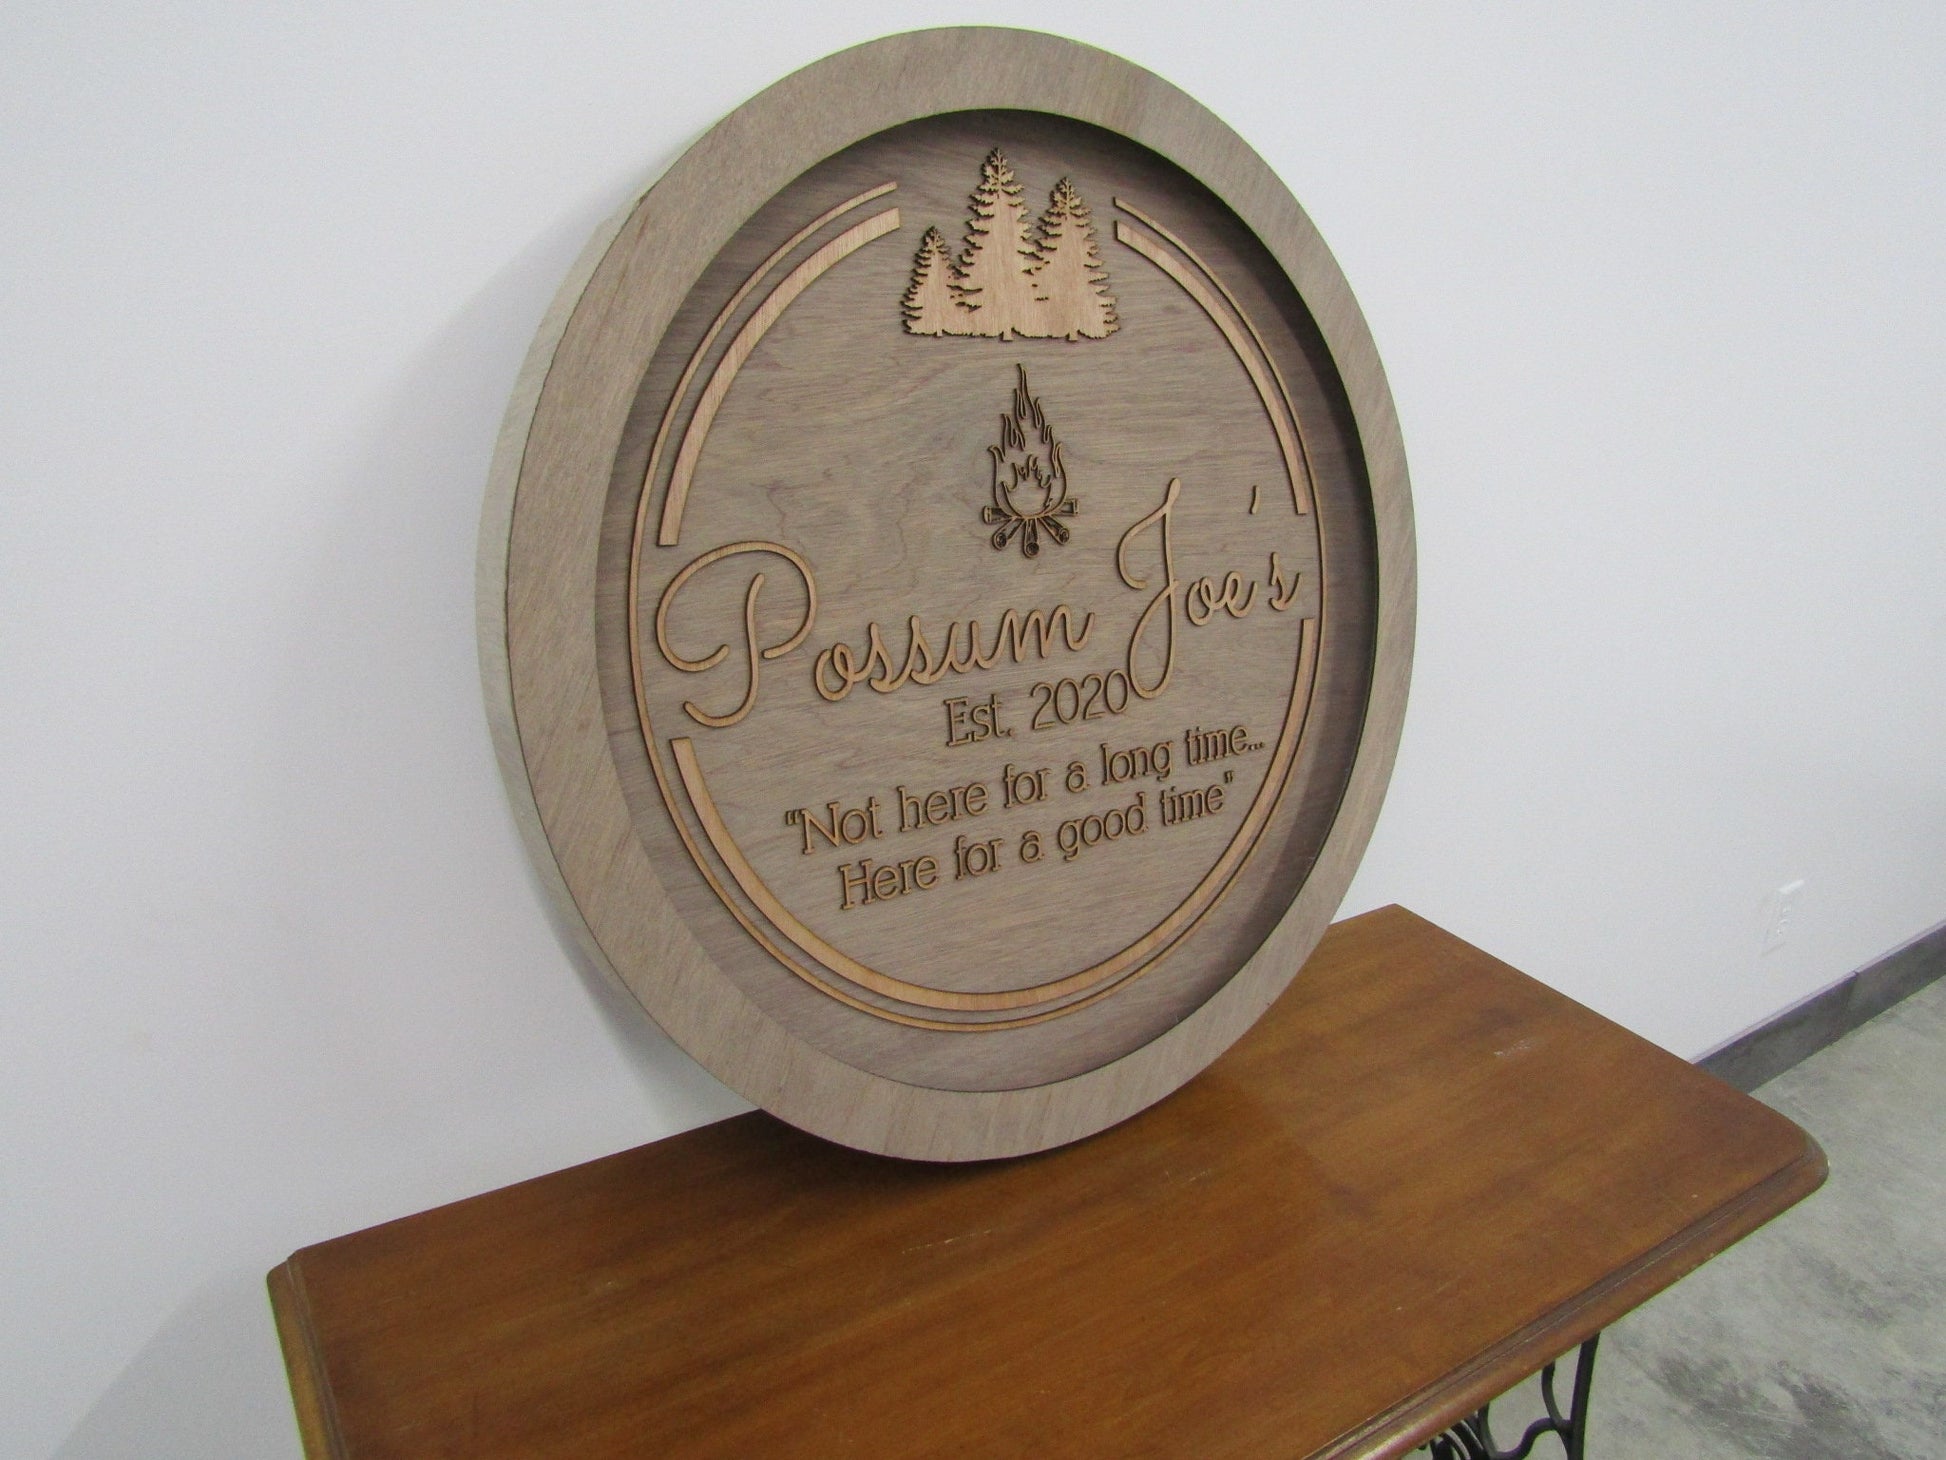 Possum Joe's
Est. 2020
"Not here for a long time...
Here for a good time"